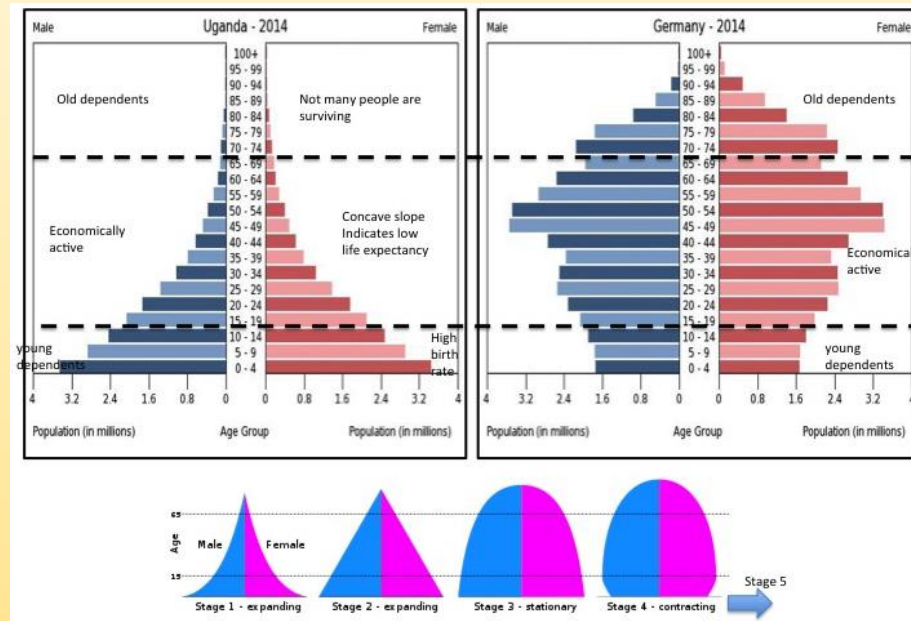 Male Uganda - 2014 Female
100+
95 - 99
90 - 94
85 - 89
80 - 84
75 - 79
70 - 74
65 - 69
60 - 64
55 - 59
50 - 54
45 - 49
40 - 44
35 - 39
30 - 34
25 - 29
20 - 24
15 - 19
10 - 14
5 - 9
0 - 4
Old dependents
Not many people are
surviving
Economically
active
Concave slope
Indicates low
life expectancy
young
dependents
High
birth
rate
4 3.2 2.4 1.6 0.8 0 0 0.8 1.6 2.4 3.2 4
Population (in millions) Age Group Population (in millions)
Male Germany - 2014 Female
100+
95 - 99
90 - 94
85 - 89
80 - 84
75 - 79
70 - 74
65 - 69
60 - 64
55 - 59
50 - 54
45 - 49
40 - 44
35 - 39
30 - 34
25 - 29
20 - 24
15 - 19
10 - 14
5 - 9
0 - 4
Old dependents
Economically
active
young
dependents
4 3.2 2.4 1.6 0.8 0 0 0.8 1.6 2.4 3.2 4
Population (in millions) Age Group Population (in millions)
Age
65
15
Male Female
Stage 1 - expanding Stage 2 - expanding Stage 3 - stationary Stage 4 - contracting
Stage 5